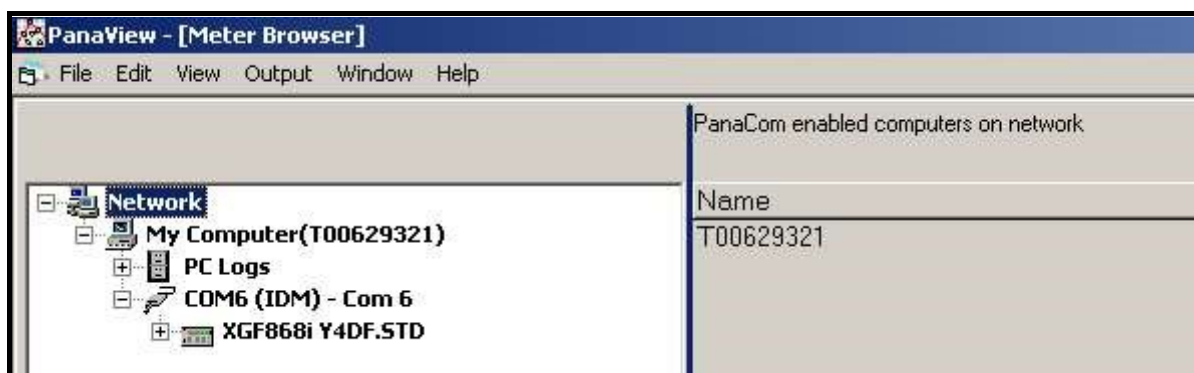 PanaView - [Meter Browser]
File Edit View Output Window Help
PanaCom enabled computers on network
Network
My Computer(T00629321)
PC Logs
COM6 (IDM) - Com 6
XGF868i Y4DF.STD
Name
T00629321